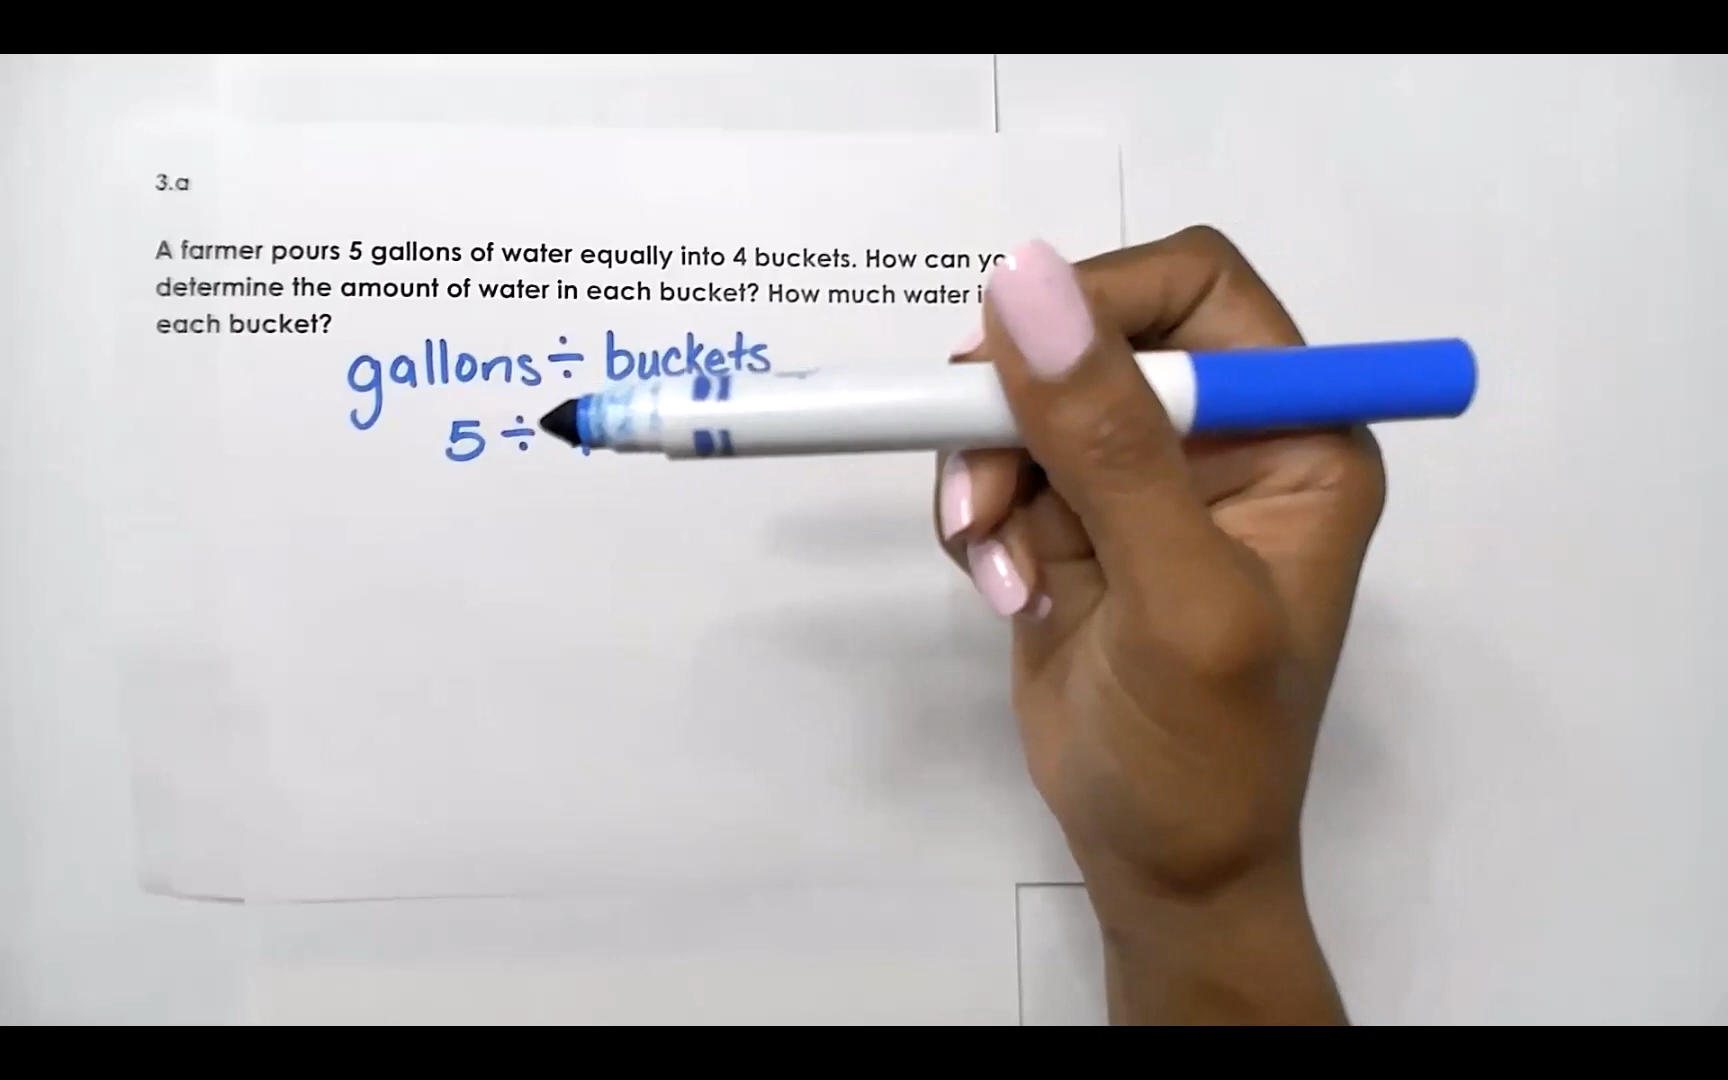 3.a
A farmer pours 5 gallons of water equally into 4 buckets. How can
determine the amount of water in each bucket? How much water
each bucket?
gallons ÷ buckets
5 ÷